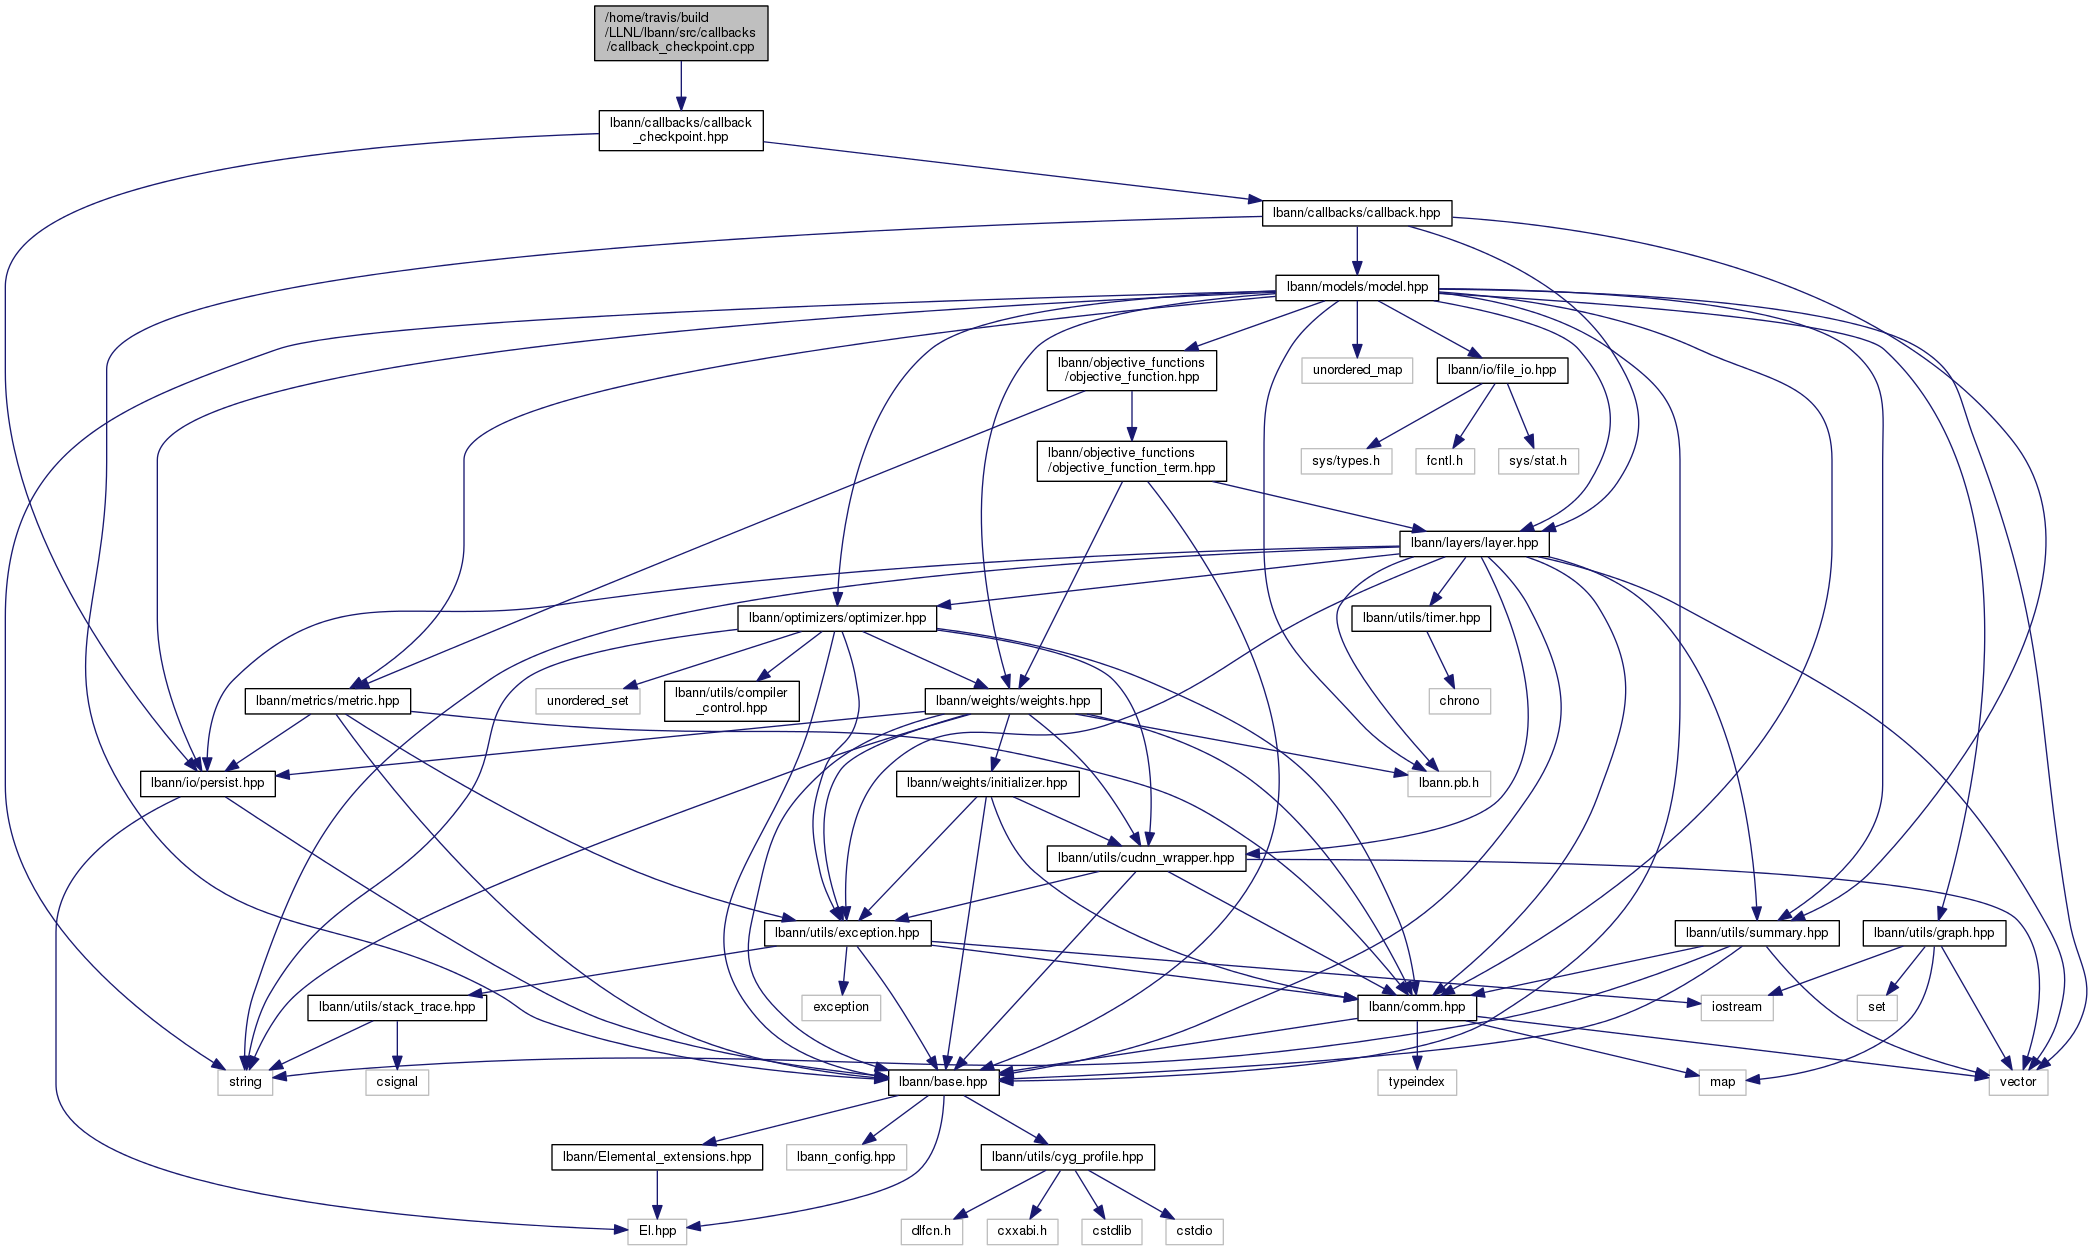 /home/travis/build
/LLNL/lbann/src/callbacks
/callback_checkpoint.cpp
lbann/callbacks/callback
_checkpoint.hpp
lbann/callbacks/callback.hpp
lbann/models/model.hpp
lbann/objective_functions
/objective_function.hpp
unordered_map
lbann/io/file_io.hpp
lbann/objective_functions
/objective_function_term.hpp
sys/types.h
fcntl.h
sys/stat.h
lbann/layers/layer.hpp
lbann/optimizers/optimizer.hpp
lbann/utils/timer.hpp
lbann/metrics/metric.hpp
unordered_set
lbann/utils/compiler
_control.hpp
lbann/weights/weights.hpp
chrono
lbann/io/persist.hpp
lbann/weights/initializer.hpp
lbann.pb.h
lbann/utils/cudnn_wrapper.hpp
lbann/utils/exception.hpp
lbann/utils/summary.hpp
lbann/utils/graph.hpp
lbann/utils/stack_trace.hpp
exception
lbann/comm.hpp
iostream
set
string
csignal
lbann/base.hpp
typeindex
map
vector
lbann/Elemental_extensions.hpp
lbann_config.hpp
lbann/utils/cyg_profile.hpp
El.hpp
dlfcn.h
cxxabi.h
cstdlib
cstdio